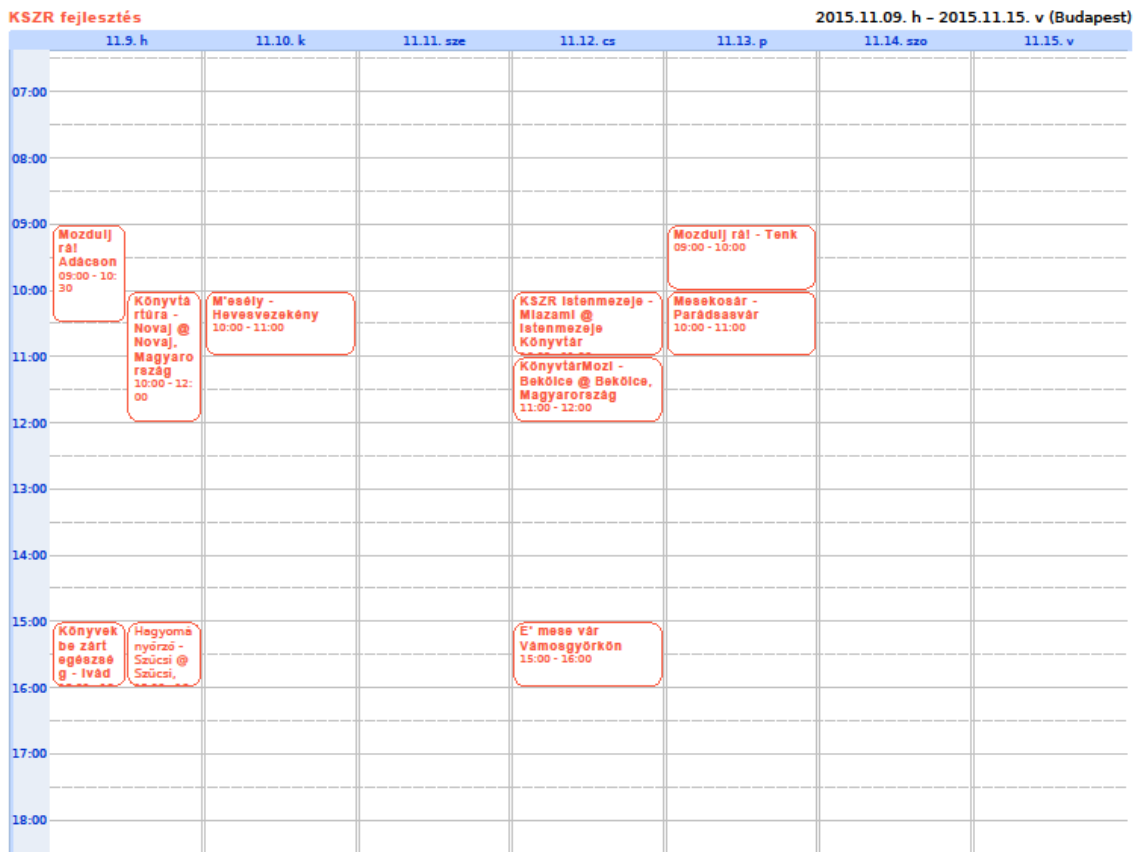 KSZR fejlesztés
2015.11.09. h – 2015.11.15. v (Budapest)
11.9. h
11.10. k
11.11. sze
11.12. cs
11.13. p
11.14. szo
11.15. v
07:00
08:00
09:00
10:00
11:00
12:00
13:00
14:00
15:00
16:00
17:00
18:00
Mozdulj
rá!
Adácson
09:00 - 10:
30
Könyvtá
rtúra -
Novaj @
Novaj,
Magyaro
rszág
10:00 - 12:
00
Könyvek
be zárt
egészsé
g - Ivád
Hagyomá
nyőrző -
Szücsi @
Szücsi,
M'esély -
Hevesvezekény
10:00 - 11:00
KSZR Istenmezeje -
Miazami @
Istenmezeje
Könyvtár
KönyvtárMozi -
Bekölce @ Bekölce,
Magyarország
11:00 - 12:00
E' mese vár
Vámosgyörkön
15:00 - 16:00
Mozdulj rá! - Tenk
09:00 - 10:00
Mesekosár -
Parádsasvár
10:00 - 11:00